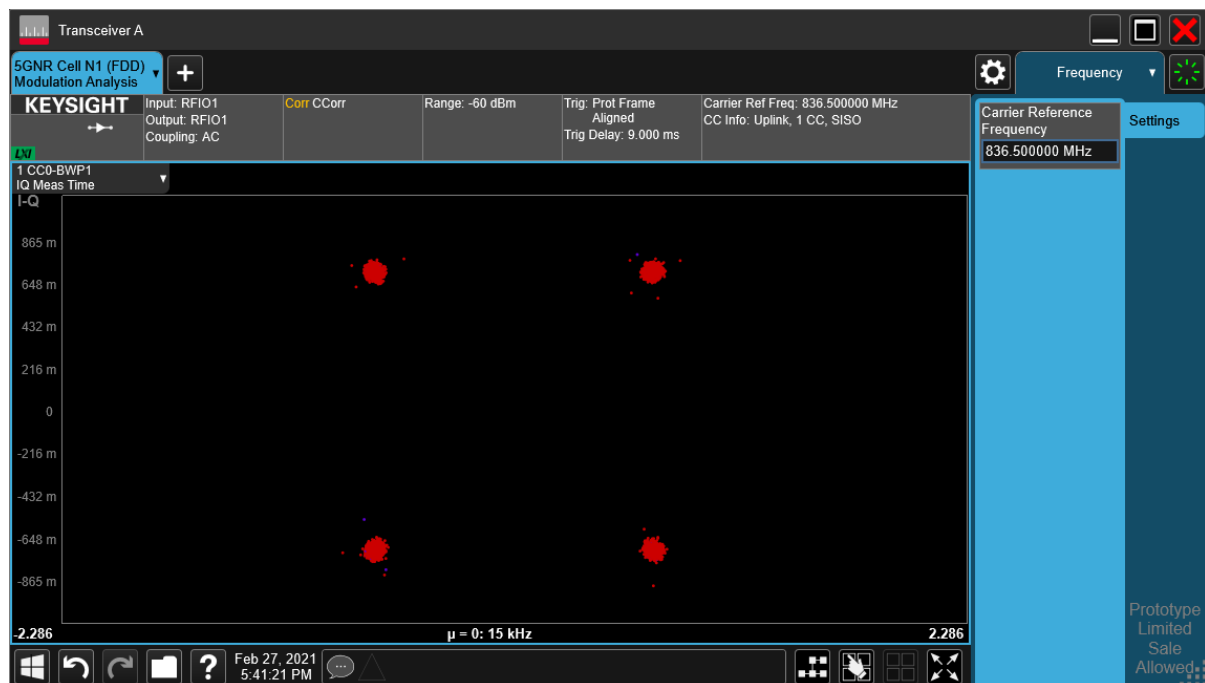 Transceiver A
5GNR Cell N1 (FDD)
Modulation Analysis
Frequency
KEYSIGHT
LXI
Input: RFIO1
Output: RFIO1
Coupling: AC
Corr CCorr
Range: -60 dBm
Trig: Prot Frame
Aligned
Trig Delay: 9.000 ms
Carrier Ref Freq: 836.500000 MHz
CC Info: Uplink, 1 CC, SISO
Carrier Reference
Frequency
836.500000 MHz
Settings
1 CC0-BWP1
IQ Meas Time
I-Q
865 m
648 m
432 m
216 m
0
-216 m
-432 m
-648 m
-865 m
-2.286
μ = 0: 15 kHz
2.286
Prototype
Limited
Sale
Allowed
?
Feb 27, 2021
5:41:21 PM